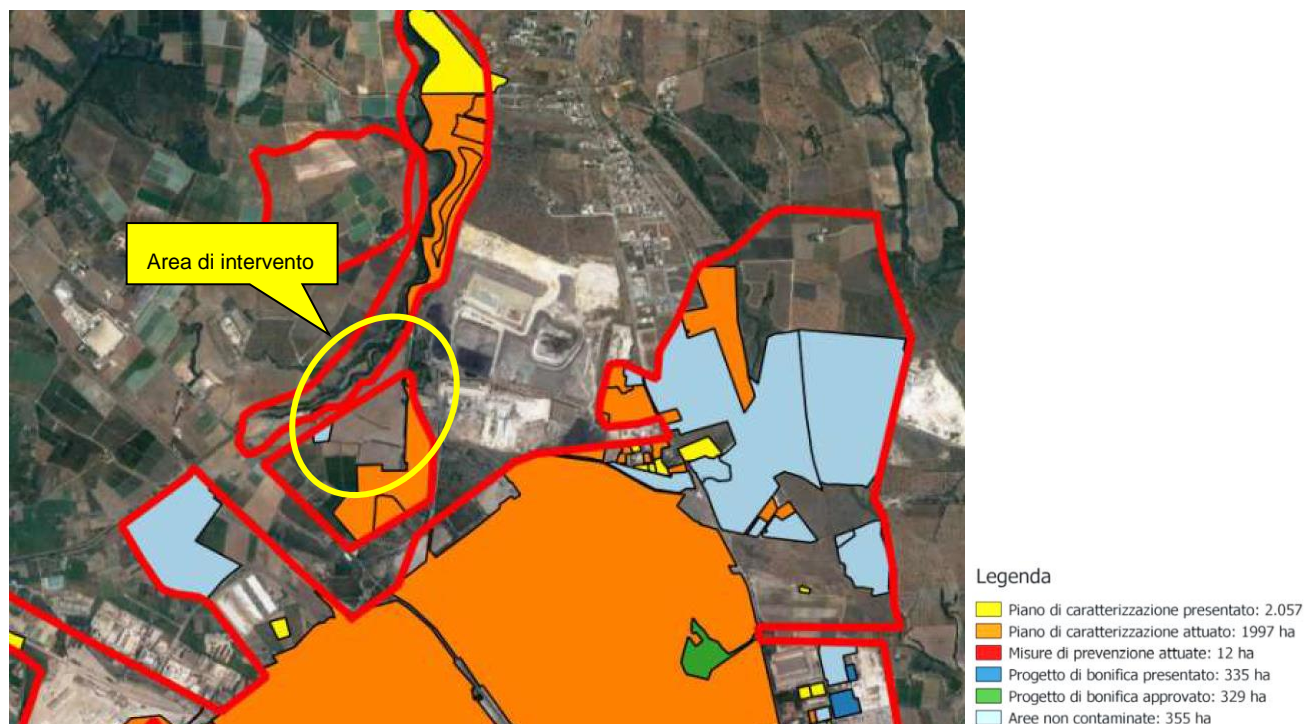 Area di intervento
Legenda
Piano di caratterizzazione presentato: 2.057
Piano di caratterizzazione attuato: 1997 ha
Misure di prevenzione attuate: 12 ha
Progetto di bonifica presentato: 335 ha
Progetto di bonifica approvato: 329 ha
Aree non contaminate: 355 ha